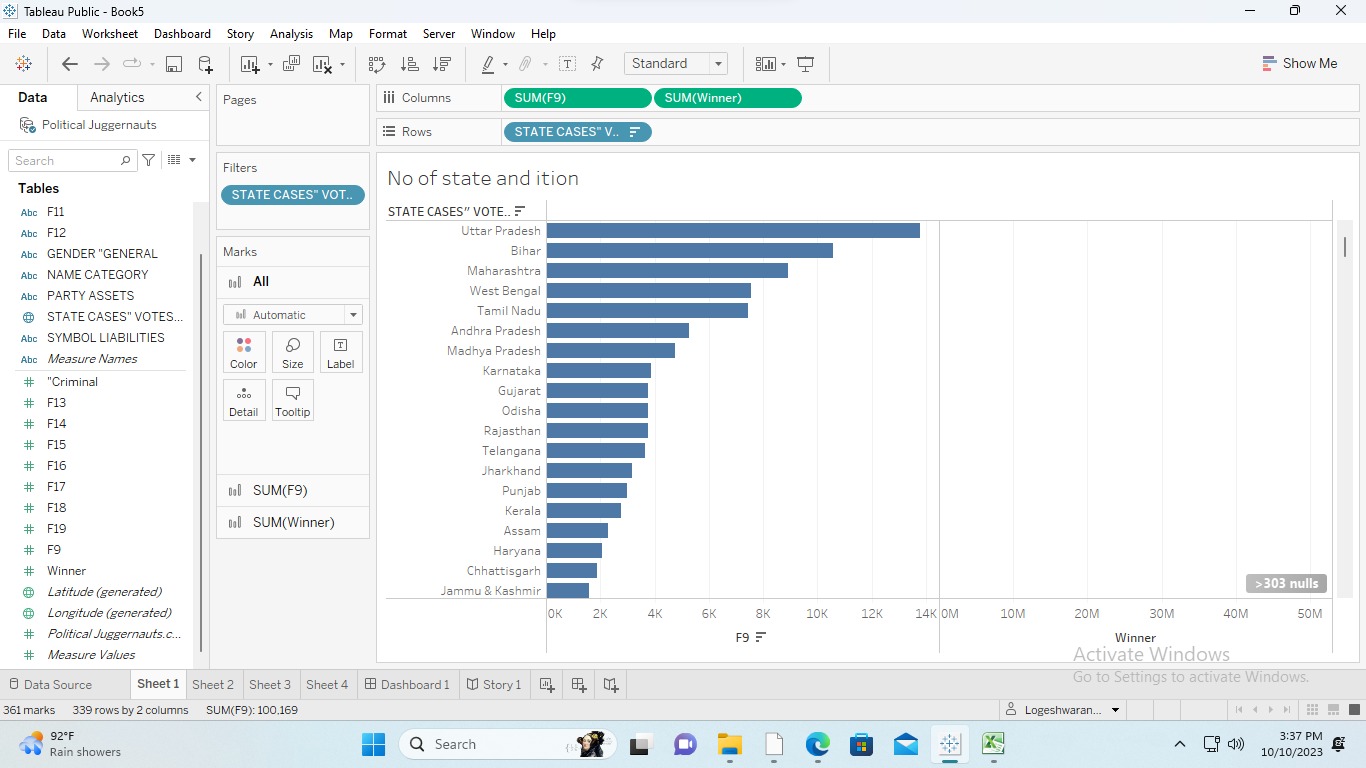 Tableau Public - Book5
File Data Worksheet Dashboard Story Analysis Map Format Server Window Help
Standard
Show Me
Data
Analytics
Political Juggernauts
Search
Tables
Abc F11
Abc F12
Abc GENDER "GENERAL
Abc NAME CATEGORY
Abc PARTY ASSETS
STATE CASES" VOTES...
Abc SYMBOL LIABILITIES
Abc Measure Names
# "Criminal
# F13
# F14
# F15
# F16
# F17
# F18
# F19
# F9
# Winner
Latitude (generated)
Longitude (generated)
# Political Juggernauts.c...
# Measure Values
Pages
Filters
STATE CASES" VOT..
Marks
All
Automatic
Color
Size
Label
Detail
Tooltip
SUM(F9)
SUM(Winner)
Columns
SUM(F9)
SUM(Winner)
Rows
STATE CASES" V..
No of state and ition
STATE CASES" VOTE..
Uttar Pradesh
Bihar
Maharashtra
West Bengal
Tamil Nadu
Andhra Pradesh
Madhya Pradesh
Karnataka
Gujarat
Odisha
Rajasthan
Telangana
Jharkhand
Punjab
Kerala
Assam
Haryana
Chhattisgarh
Jammu & Kashmir
>303 nulls
0K 2K 4K 6K 8K 10K 12K 14K 0M 10M 20M 30M 40M 50M
F9
Winner
Activate Windows
Go to Settings to activate Windows.
Data Source
Sheet 1
Sheet 2
Sheet 3
Sheet 4
Dashboard 1
Story 1
361 marks 339 rows by 2 columns SUM(F9): 100,169
Logeshwaran...
92°F
Rain showers
Search
3:37 PM
10/10/2023